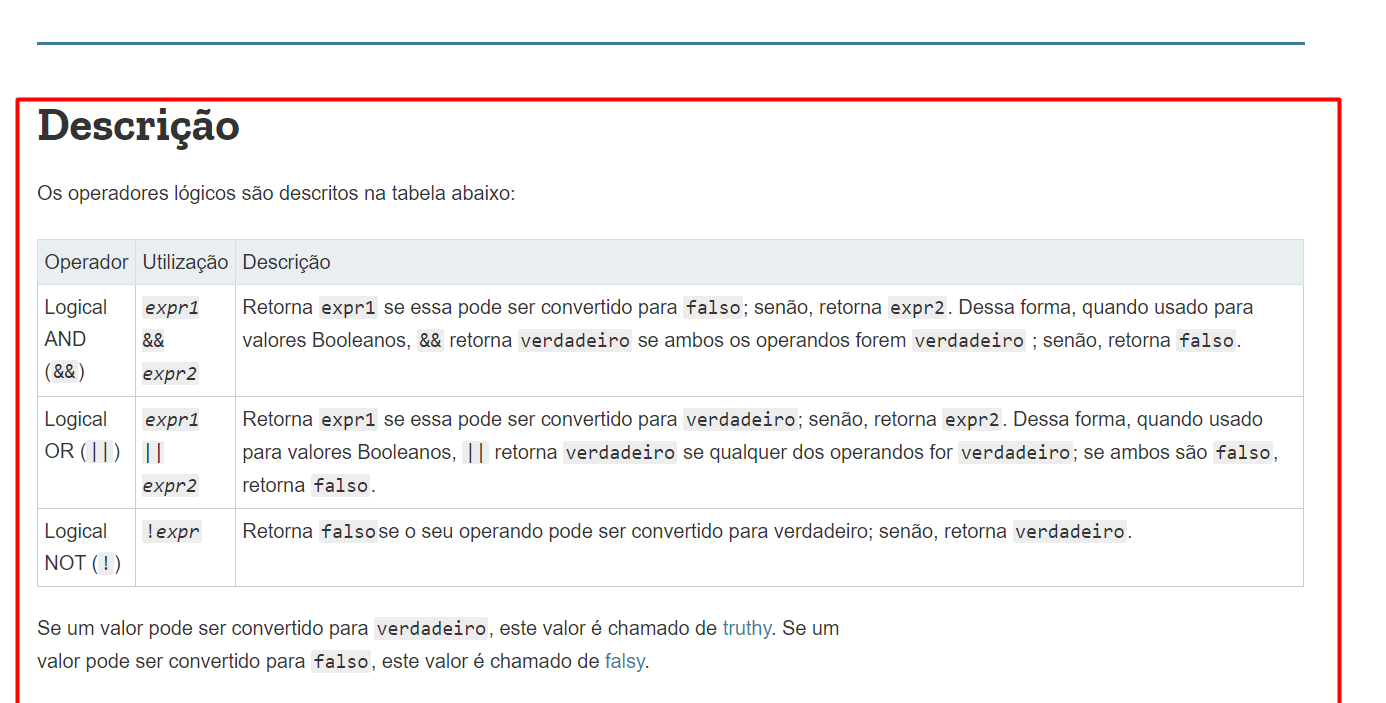 Descrição
Os operadores lógicos são descritos na tabela abaixo:
Operador Utilização Descrição
Logical AND (&&) expr1 && expr2 Retorna expr1 se essa pode ser convertido para falso; senão, retorna expr2. Dessa forma, quando usado para
valores Booleanos, && retorna verdadeiro se ambos os operandos forem verdadeiro ; senão, retorna falso.
Logical OR (||) expr1 || expr2 Retorna expr1 se essa pode ser convertido para verdadeiro; senão, retorna expr2. Dessa forma, quando usado
para valores Booleanos, || retorna verdadeiro se qualquer dos operandos for verdadeiro; se ambos são falso,
retorna falso.
Logical NOT (!) !expr Retorna falso se o seu operando pode ser convertido para verdadeiro; senão, retorna verdadeiro.
Se um valor pode ser convertido para verdadeiro, este valor é chamado de truthy. Se um
valor pode ser convertido para falso, este valor é chamado de falsy.